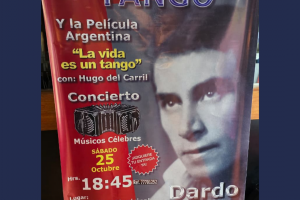 TANGO
Y la Película
Argentina
“La vida
es un tango”
con: Hugo del Carril
Concierto
Músicos Célebres
SÁBADO
25
Octubre
Hrs. 18:45
Lugar:
Dardo